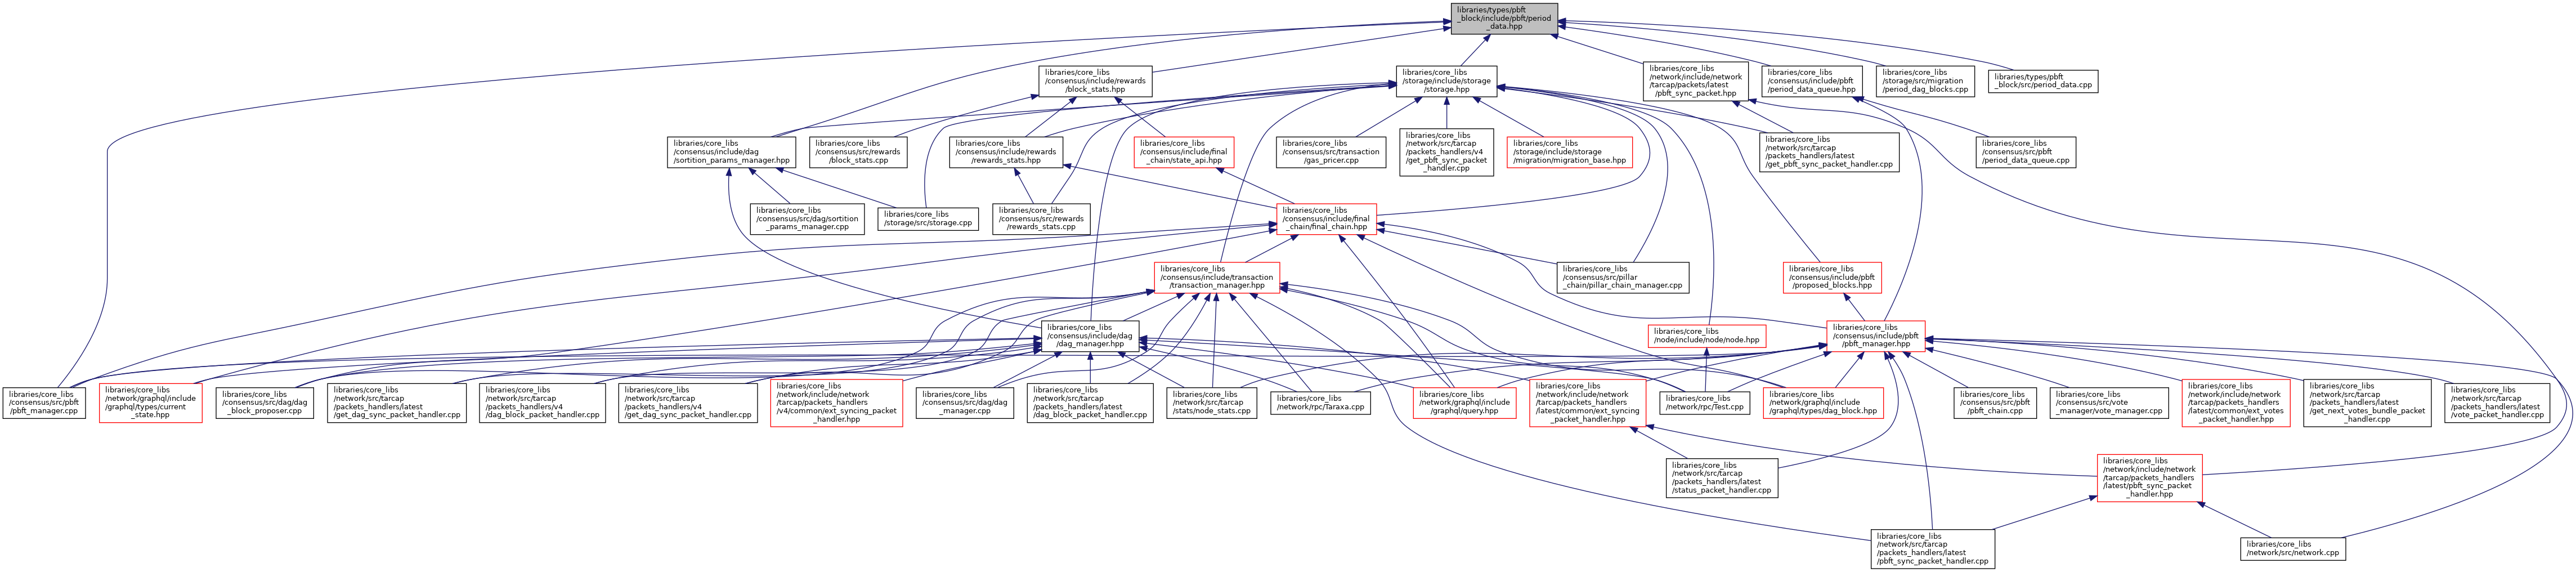 libraries/types/pbft
_block/include/pbft/period
_data.hpp
libraries/core_libs
/consensus/include/rewards
/block_stats.hpp
libraries/core_libs
/storage/include/storage
/storage.hpp
libraries/core_libs
/network/include/network
/tarcap/packets/latest
/pbft_sync_packet.hpp
libraries/core_libs
/consensus/include/pbft
/period_data_queue.hpp
libraries/core_libs
/storage/src/migration
/period_dag_blocks.cpp
libraries/types/pbft
_block/src/period_data.cpp
libraries/core_libs
/consensus/include/dag
/sortition_params_manager.hpp
libraries/core_libs
/consensus/src/rewards
/block_stats.cpp
libraries/core_libs
/consensus/include/rewards
/rewards_stats.hpp
libraries/core_libs
/consensus/include/final
_chain/state_api.hpp
libraries/core_libs
/consensus/src/transaction
/gas_pricer.cpp
libraries/core_libs
/network/src/tarcap
/packets_handlers/v4
/get_pbft_sync_packet
_handler.cpp
libraries/core_libs
/storage/include/storage
/migration/migration_base.hpp
libraries/core_libs
/network/src/tarcap
/packets_handlers/latest
/get_pbft_sync_packet_handler.cpp
libraries/core_libs
/consensus/src/pbft
/period_data_queue.cpp
libraries/core_libs
/consensus/src/dag/sortition
_params_manager.cpp
libraries/core_libs
/storage/src/storage.cpp
libraries/core_libs
/consensus/src/rewards
/rewards_stats.cpp
libraries/core_libs
/consensus/include/final
_chain/final_chain.hpp
libraries/core_libs
/consensus/include/transaction
/transaction_manager.hpp
libraries/core_libs
/consensus/src/pillar
_chain/pillar_chain_manager.cpp
libraries/core_libs
/consensus/include/pbft
/proposed_blocks.hpp
libraries/core_libs
/consensus/include/dag
/dag_manager.hpp
libraries/core_libs
/node/include/node/node.hpp
libraries/core_libs
/consensus/include/pbft
/pbft_manager.hpp
libraries/core_libs
/consensus/src/pbft
/pbft_manager.cpp
libraries/core_libs
/network/graphql/include
/graphql/types/current
_state.hpp
libraries/core_libs
/consensus/src/dag/dag
_block_proposer.cpp
libraries/core_libs
/network/src/tarcap
/packets_handlers/latest
/get_dag_sync_packet_handler.cpp
libraries/core_libs
/network/src/tarcap
/packets_handlers/v4
/dag_block_packet_handler.cpp
libraries/core_libs
/network/src/tarcap
/packets_handlers/v4
/get_dag_sync_packet_handler.cpp
libraries/core_libs
/network/include/network
/tarcap/packets_handlers
/v4/common/ext_syncing_packet
_handler.hpp
libraries/core_libs
/consensus/src/dag/dag
_manager.cpp
libraries/core_libs
/network/src/tarcap
/packets_handlers/latest
/dag_block_packet_handler.cpp
libraries/core_libs
/network/src/tarcap
/stats/node_stats.cpp
libraries/core_libs
/network/rpc/Taraxa.cpp
libraries/core_libs
/network/graphql/include
/graphql/query.hpp
libraries/core_libs
/network/include/network
/tarcap/packets_handlers
/latest/common/ext_syncing
_packet_handler.hpp
libraries/core_libs
/network/rpc/Test.cpp
libraries/core_libs
/network/graphql/include
/graphql/types/dag_block.hpp
libraries/core_libs
/consensus/src/pbft
/pbft_chain.cpp
libraries/core_libs
/consensus/src/vote
_manager/vote_manager.cpp
libraries/core_libs
/network/include/network
/tarcap/packets_handlers
/latest/common/ext_votes
_packet_handler.hpp
libraries/core_libs
/network/src/tarcap
/packets_handlers/latest
/get_next_votes_bundle_packet
_handler.cpp
libraries/core_libs
/network/src/tarcap
/packets_handlers/latest
/vote_packet_handler.cpp
libraries/core_libs
/network/src/tarcap
/packets_handlers/latest
/status_packet_handler.cpp
libraries/core_libs
/network/include/network
/tarcap/packets_handlers
/latest/pbft_sync_packet
_handler.hpp
libraries/core_libs
/network/src/tarcap
/packets_handlers/latest
/pbft_sync_packet_handler.cpp
libraries/core_libs
/network/src/network.cpp